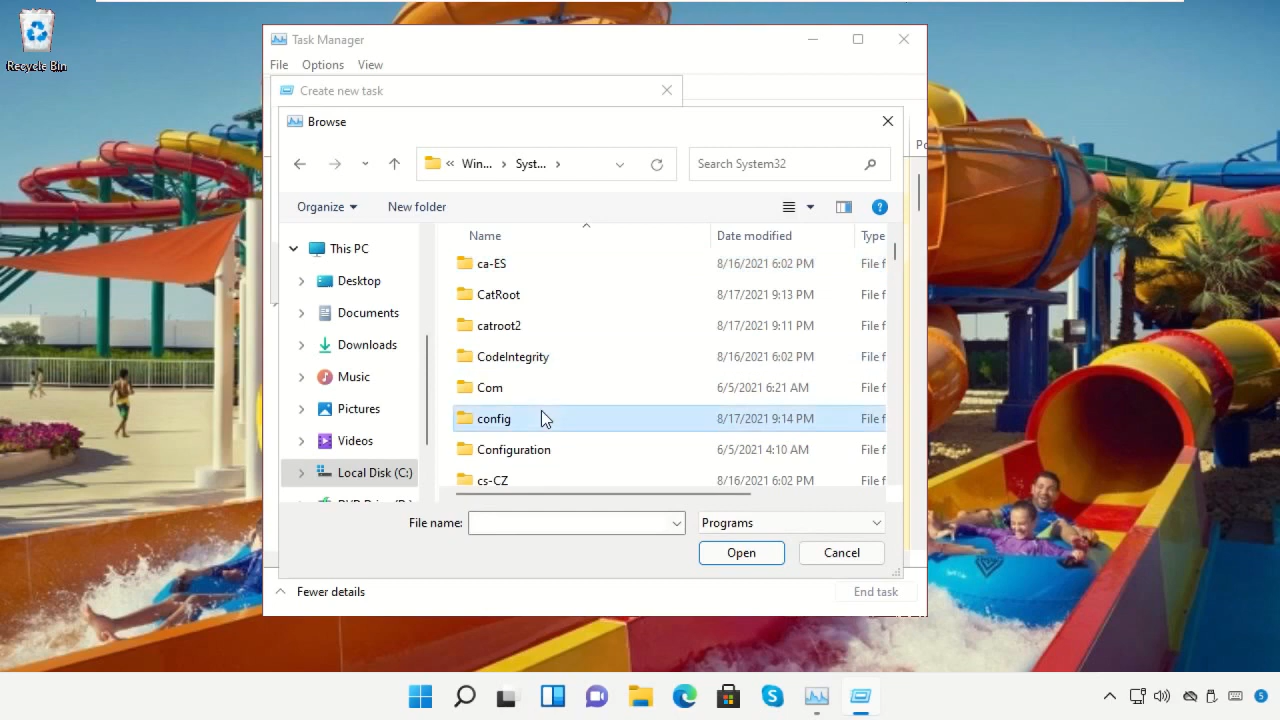 Recycle Bin
Task Manager
File Options View
Create new task
Browse
« Win... › Syst... ›
Search System32
Organize
New folder
Name
Date modified
Type
This PC
Desktop
Documents
Downloads
Music
Pictures
Videos
Local Disk (C:)
ca-ES 8/16/2021 6:02 PM File f
CatRoot 8/17/2021 9:13 PM File f
catroot2 8/17/2021 9:11 PM File f
CodeIntegrity 8/16/2021 6:02 PM File f
Com 6/5/2021 6:21 AM File f
config 8/17/2021 9:14 PM File f
Configuration 6/5/2021 4:10 AM File f
cs-CZ 8/16/2021 6:02 PM File f
File name:
Programs
Open
Cancel
Fewer details
End task
5